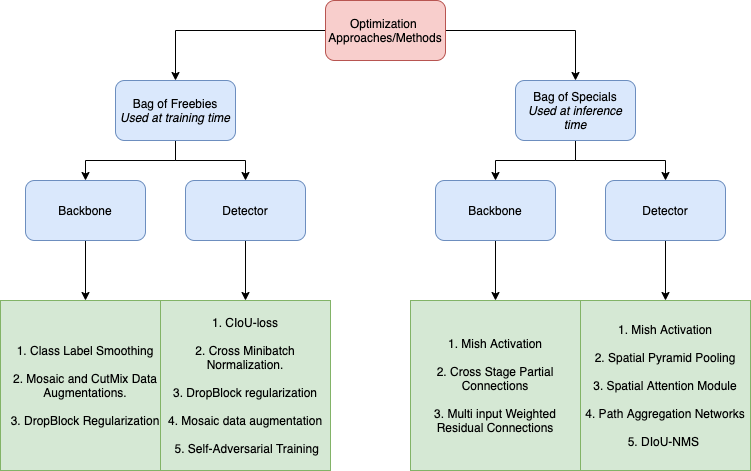 Optimization
Approaches/Methods
Bag of Freebies
Used at training time
Bag of Specials
Used at inference
time
Backbone
Detector
Backbone
Detector
1. Class Label Smoothing
2. Mosaic and CutMix Data
Augmentations.
3. DropBlock Regularization
1. CIoU-loss
2. Cross Minibatch
Normalization.
3. DropBlock regularization
4. Mosaic data augmentation
5. Self-Adversarial Training
1. Mish Activation
2. Cross Stage Partial
Connections
3. Multi input Weighted
Residual Connections
1. Mish Activation
2. Spatial Pyramid Pooling
3. Spatial Attention Module
4. Path Aggregation Networks
5. DIoU-NMS